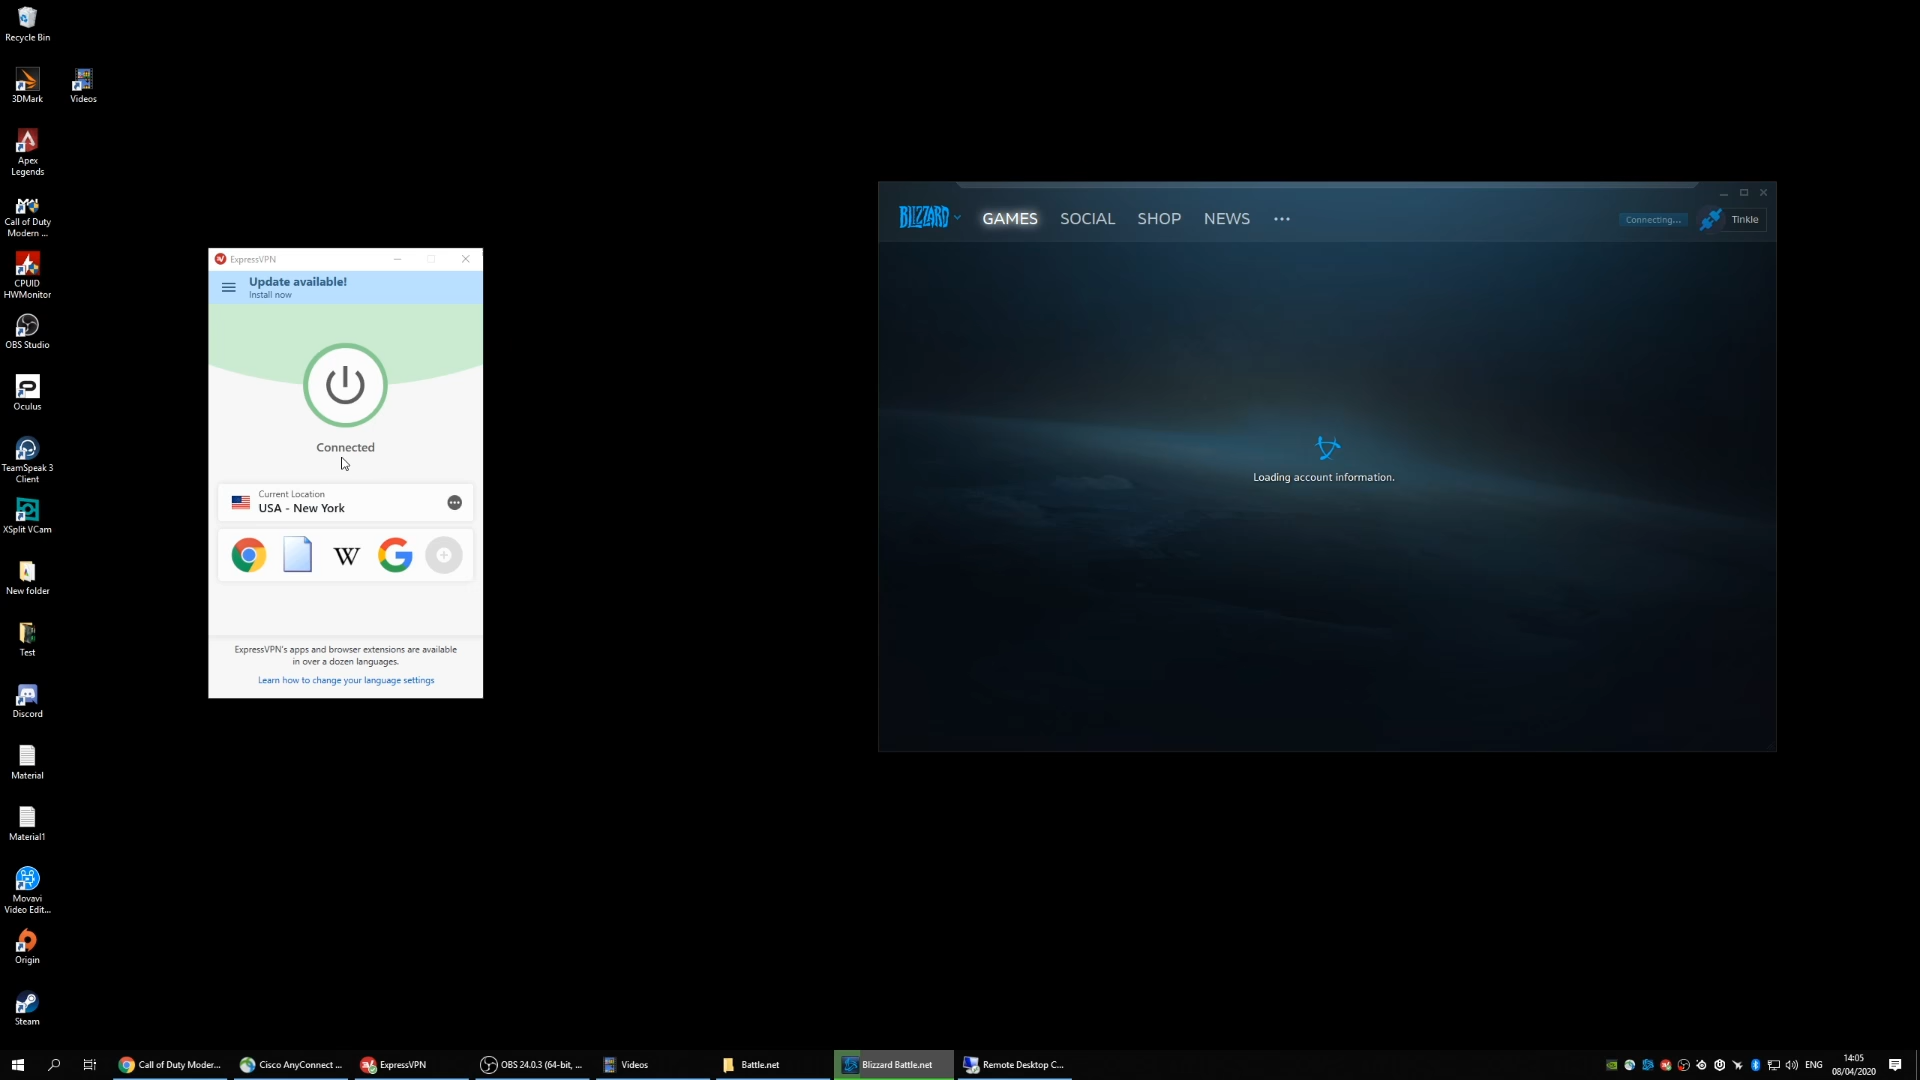 Recycle Bin
3DMark
Videos
Apex
Legends
Call of Duty
Modern ...
CPUID
HWMonitor
OBS Studio
Oculus
TeamSpeak 3
Client
XSplit VCam
New folder
Test
Discord
Material
Material1
Movavi
Video Edit...
Origin
Steam
ExpressVPN
Update available!
Install now
Connected
Current Location
USA - New York
W
G
ExpressVPN's apps and browser extensions are available
in over a dozen languages.
Learn how to change your language settings
BLIZZARD
GAMES
SOCIAL
SHOP
NEWS
Connecting...
Tinkle
Loading account information.
Call of Duty Moder...
Cisco AnyConnect ...
ExpressVPN
OBS 24.0.3 (64-bit, ...
Videos
Battle.net
Blizzard Battle.net
Remote Desktop C...
ENG
14:05
08/04/2020